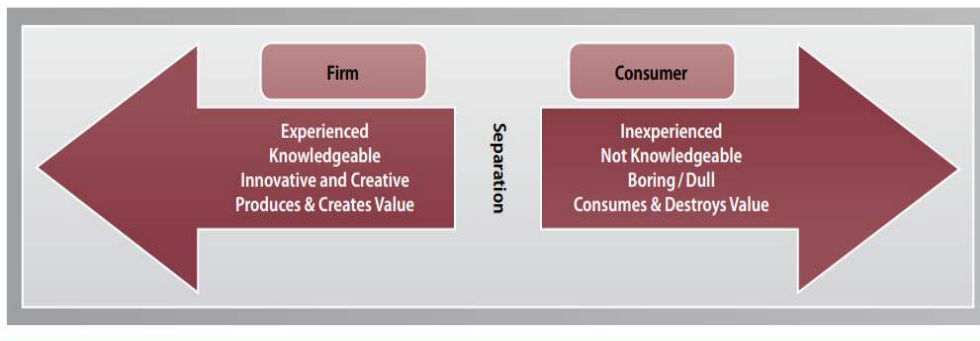 Firm
Experienced
Knowledgeable
Innovative and Creative
Produces & Creates Value
Separation
Consumer
Inexperienced
Not Knowledgeable
Boring / Dull
Consumes & Destroys Value